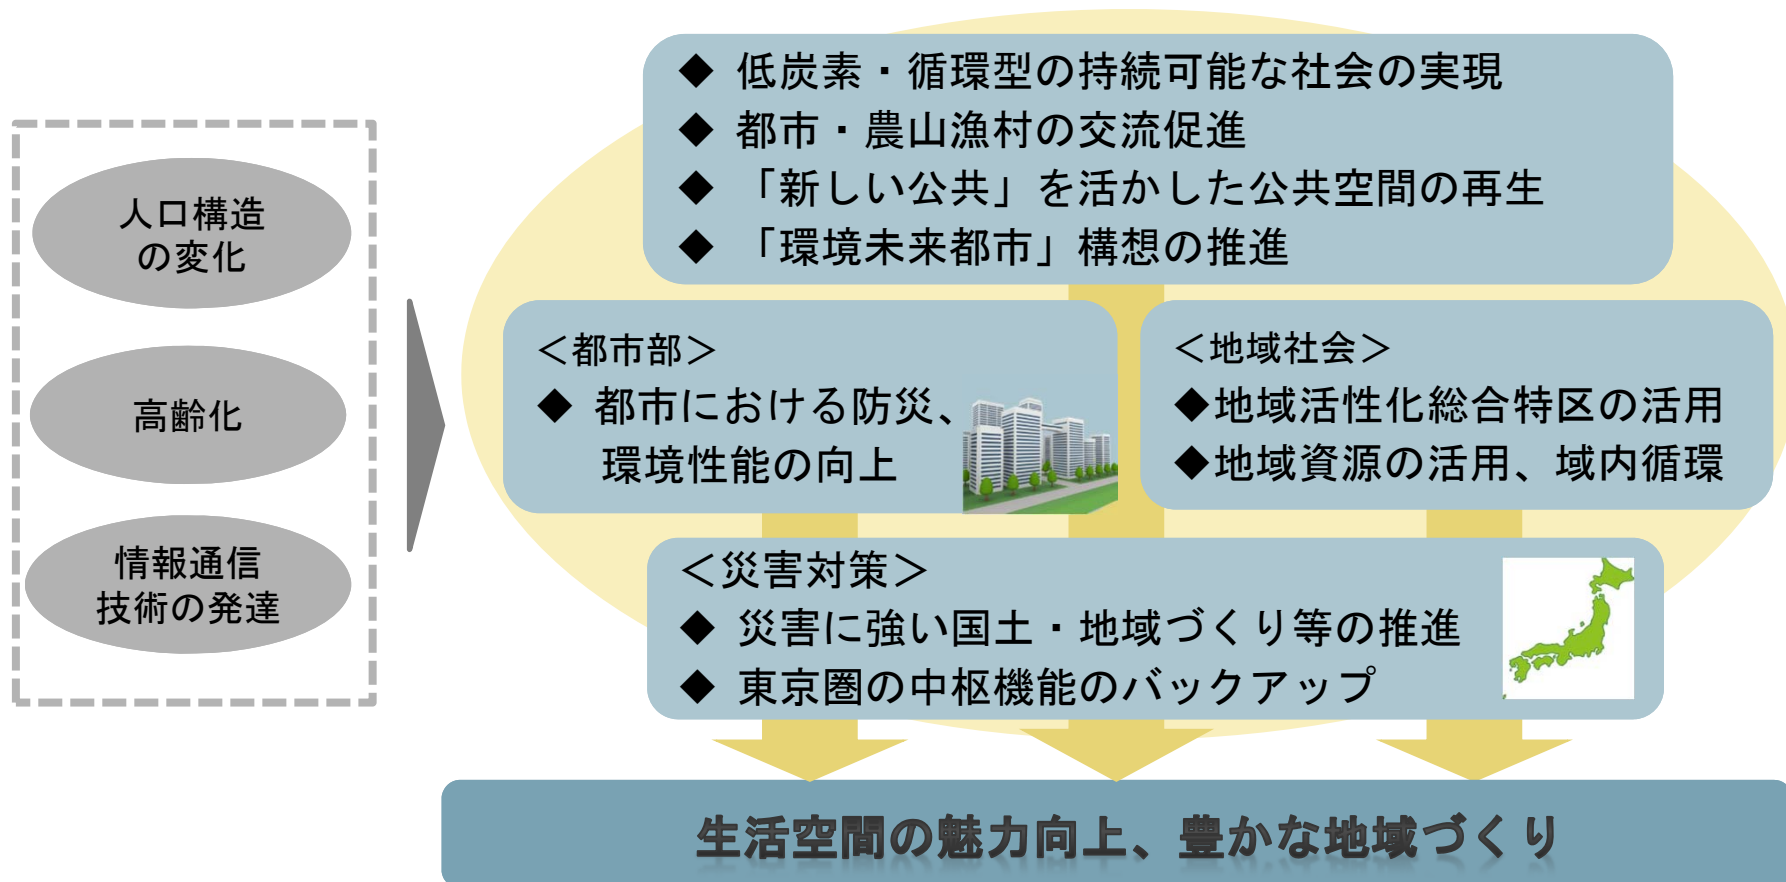 人口構造
の変化
高齢化
情報通信
技術の発達
◆ 低炭素・循環型の持続可能な社会の実現
◆ 都市・農山漁村の交流促進
◆ 「新しい公共」を活かした公共空間の再生
◆ 「環境未来都市」構想の推進
＜都市部＞
◆ 都市における防災、
環境性能の向上
＜地域社会＞
◆地域活性化総合特区の活用
◆地域資源の活用、域内循環
＜災害対策＞
◆ 災害に強い国土・地域づくり等の推進
◆ 東京圏の中枢機能のバックアップ
生活空間の魅力向上、豊かな地域づくり